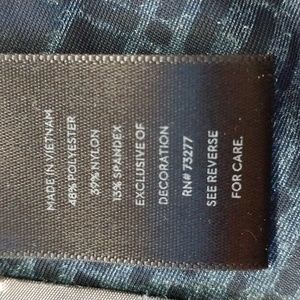 MADE IN VIETNAM
48% POLYESTER
39% NYLON
13% SPANDEX
EXCLUSIVE OF
DECORATION
RN# 73277
SEE REVERSE
FOR CARE.